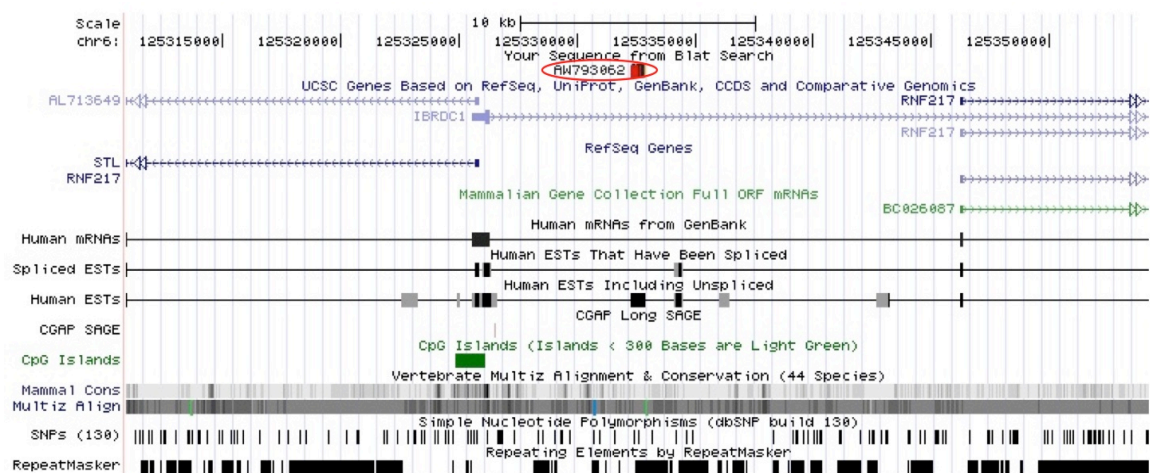 Scale 10 kb
chr6: 125315000| 125320000| 125325000| 125330000| 125335000| 125340000| 125345000| 125350000|
Your Sequence from Blat Search
AW793062
UCSC Genes Based on RefSeq, UniProt, GenBank, CCDS and Comparative Genomics
AL713649 RNF217
IBRDC1
RNF217
RefSeq Genes
STL
RNF217
Mammalian Gene Collection Full ORF mRNAs
BC026087
Human mRNAs from GenBank
Human mRNAs
Human ESTs That Have Been Spliced
Spliced ESTs
Human ESTs Including Unspliced
Human ESTs
CGAP Long SAGE
CGAP SAGE
CpG Islands (Islands < 300 Bases are Light Green)
CpG Islands
Vertebrate Multiz Alignment & Conservation (44 Species)
Mammal Cons
Multiz Align
Simple Nucleotide Polymorphisms (dbSNP build 130)
SNPs (130)
Repeating Elements by RepeatMasker
RepeatMasker